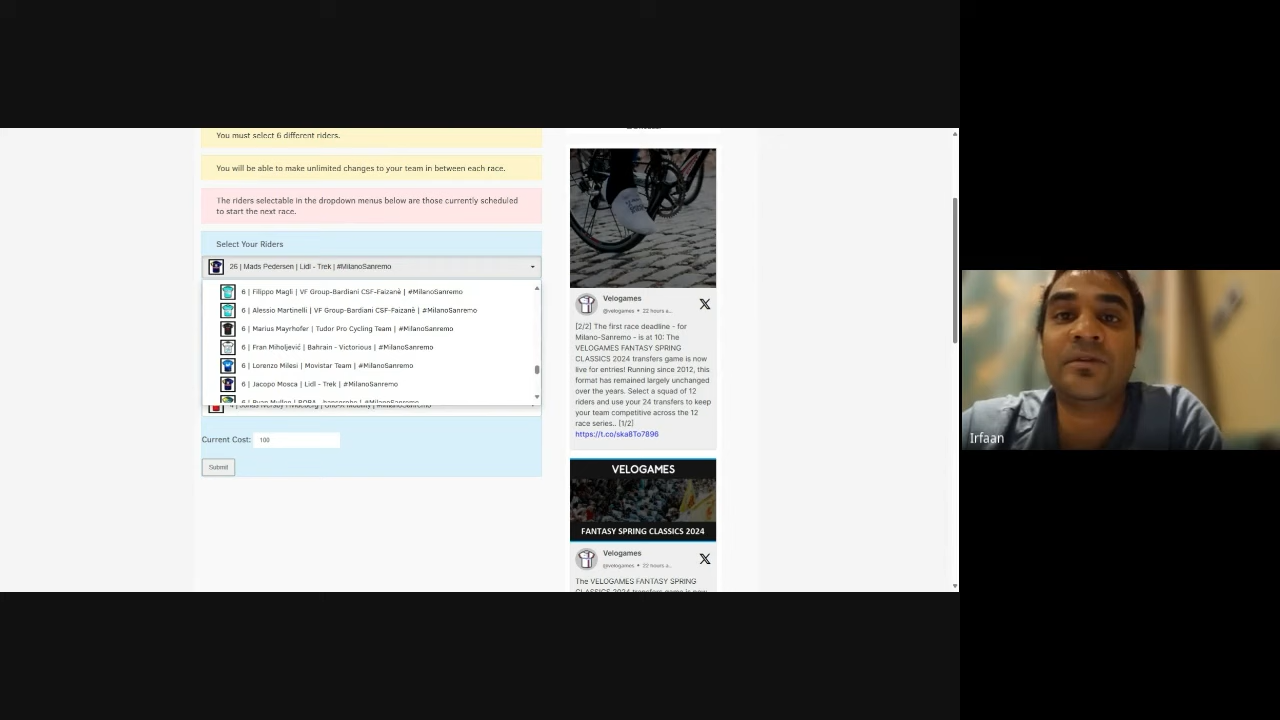 You must select 6 different riders.
You will be able to make unlimited changes to your team in between each race.
The riders selectable in the dropdown menus below are those currently scheduled
to start the next race.
Select Your Riders
26 | Mads Pedersen | Lidl - Trek | #MilanoSanremo
6 | Filippo Magli | VF Group-Bardiani CSF-Faizanè | #MilanoSanremo
6 | Alessio Martinelli | VF Group-Bardiani CSF-Faizanè | #MilanoSanremo
6 | Marius Mayrhofer | Tudor Pro Cycling Team | #MilanoSanremo
6 | Fran Miholjević | Bahrain - Victorious | #MilanoSanremo
6 | Lorenzo Milesi | Movistar Team | #MilanoSanremo
6 | Jacopo Mosca | Lidl - Trek | #MilanoSanremo
Current Cost: 100
Submit
Velogames
@velogames • 22 hours a...
[2/2] The first race deadline - for
Milano-Sanremo - is at 10: The
VELOGAMES FANTASY SPRING
CLASSICS 2024 transfers game is now
live for entries! Running since 2012, this
format has remained largely unchanged
over the years. Select a squad of 12
riders and use your 24 transfers to keep
your team competitive across the 12
race series.. [1/2]
https://t.co/ska8To7896
VELOGAMES
FANTASY SPRING CLASSICS 2024
Velogames
@velogames • 22 hours a...
The VELOGAMES FANTASY SPRING
Irfaan